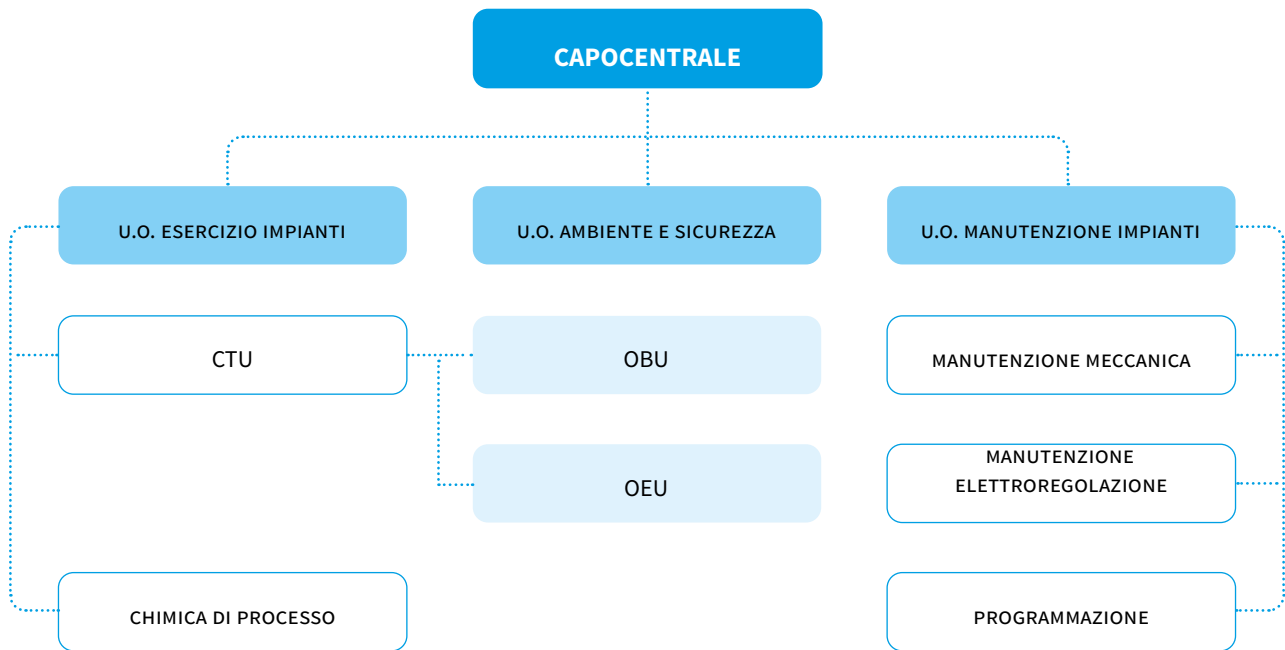 CAPOCENTRALE
U.O. ESERCIZIO IMPIANTI
U.O. AMBIENTE E SICUREZZA
U.O. MANUTENZIONE IMPIANTI
CTU
OBU
MANUTENZIONE MECCANICA
OEU
MANUTENZIONE
ELETTROREGOLAZIONE
CHIMICA DI PROCESSO
PROGRAMMAZIONE